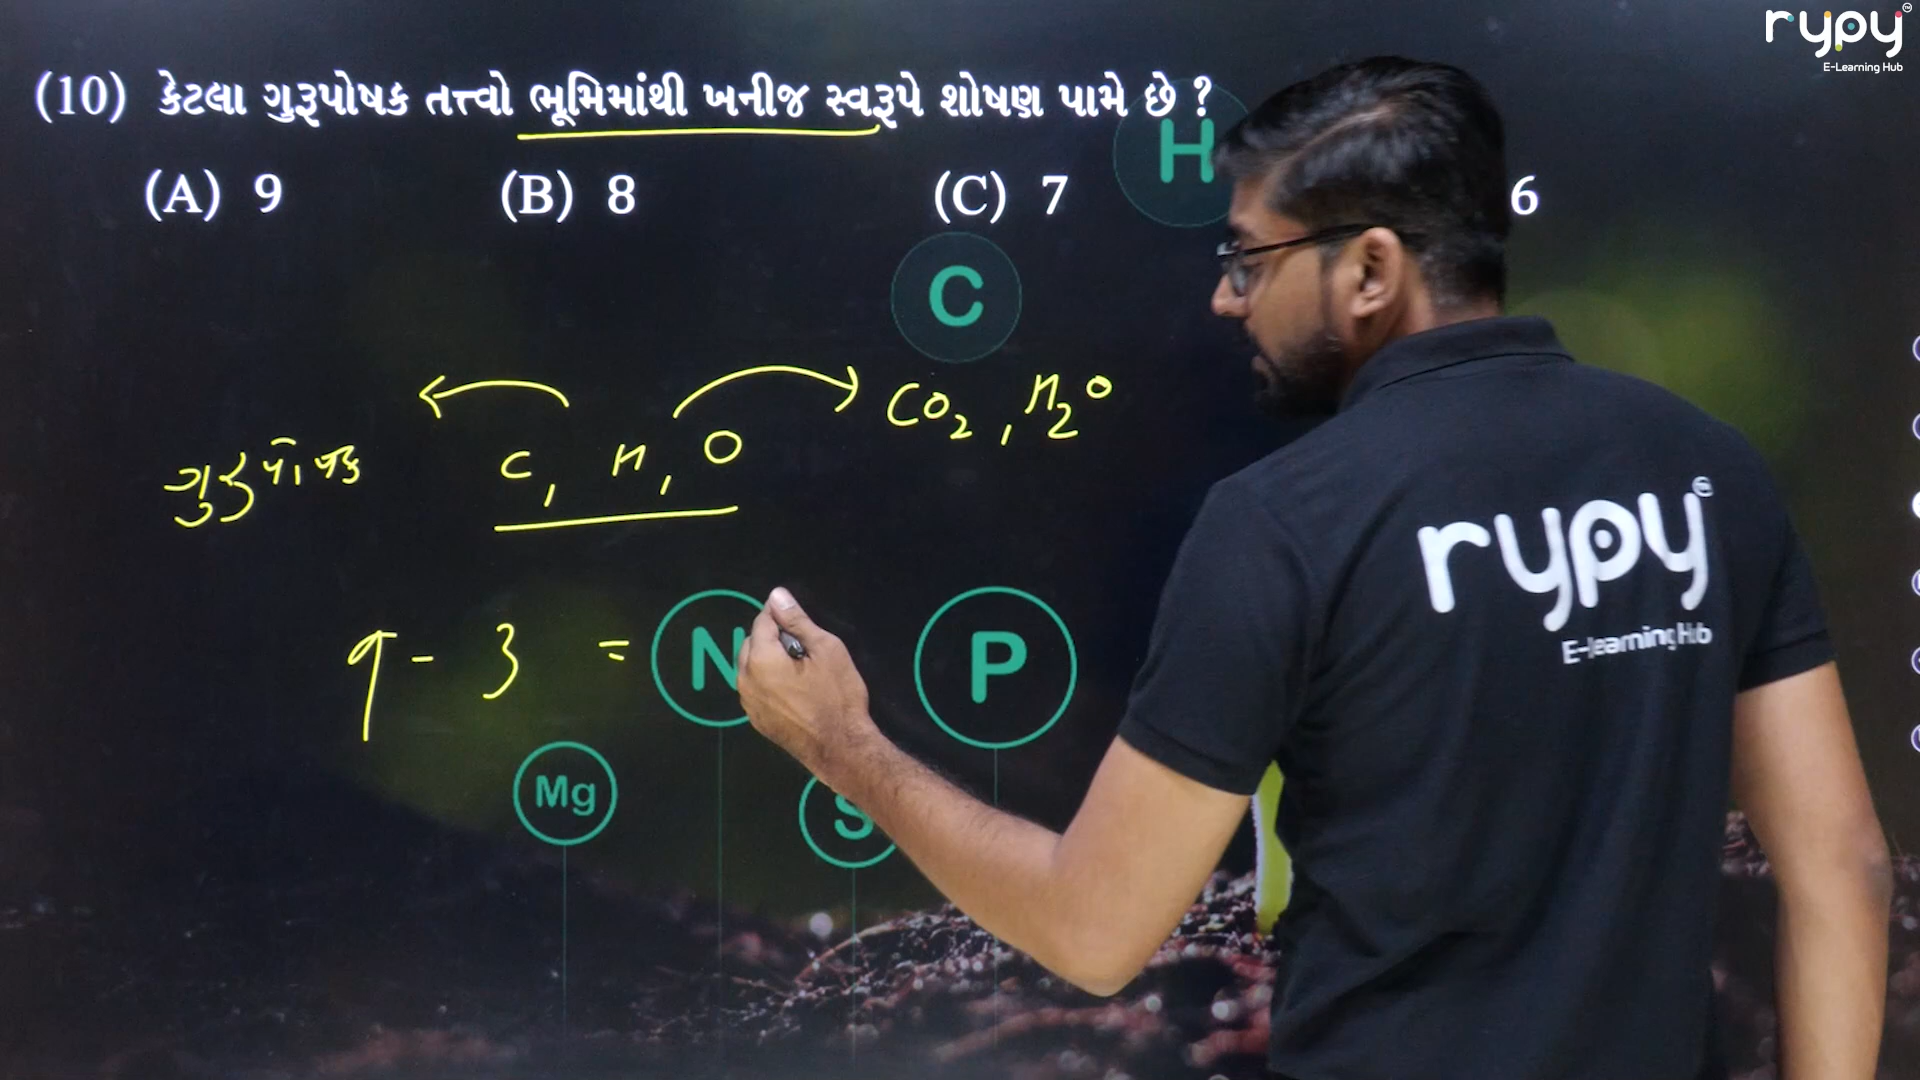 rypy
E-Learning Hub
(10) કેટલા ગુરૂપોષક તત્ત્વો ભૂમિમાંથી ખનીજ સ્વરૂપે શોષણ પામે છે ?
(A) 9 (B) 8 (C) 7 6
H
C
CO₂, H₂O
ગુરૂપોષક C, H, O
9 - 3 =
N P
Mg S
rypy
E-learning Hub